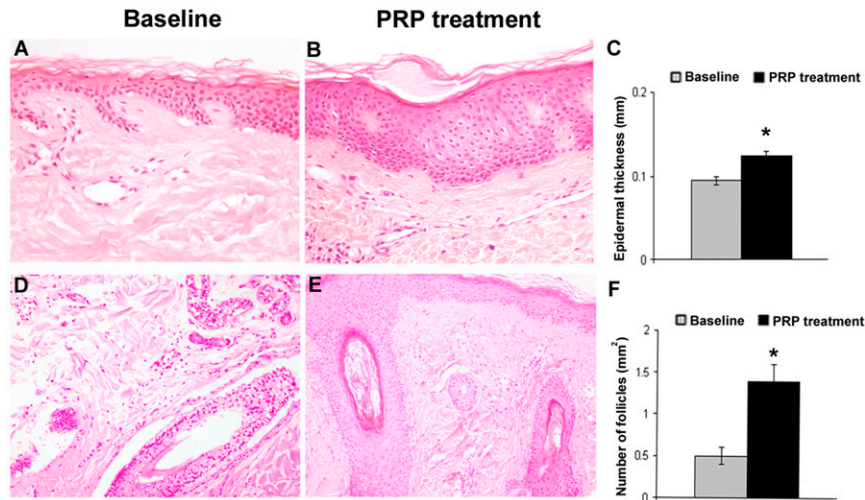 Baseline PRP treatment
A
B
C
Baseline PRP treatment
Epidermal thickness (mm)
0.2
0.1
0
*
D
E
F
Baseline PRP treatment
Number of follicles (mm²)
2
1.5
1
0.5
0
*